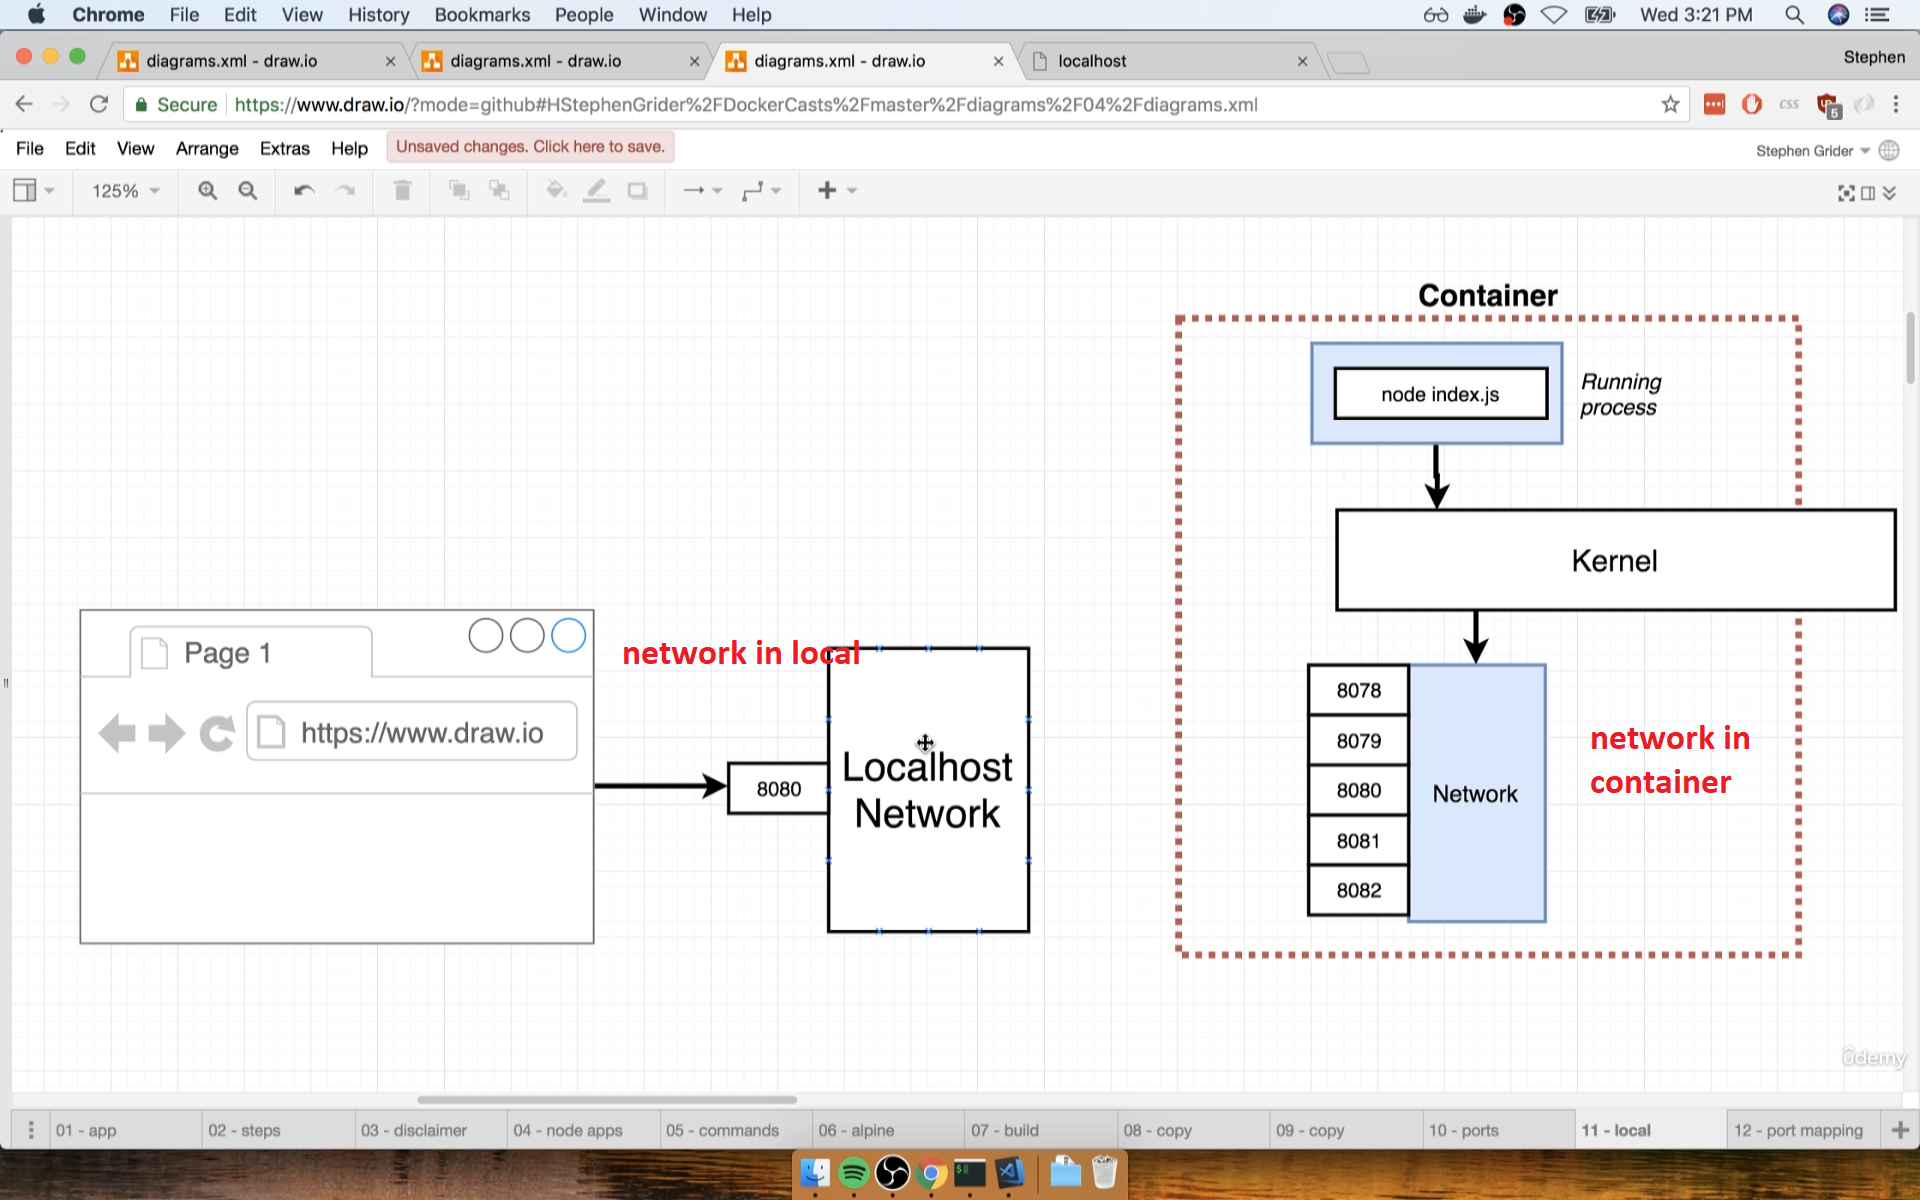 Chrome File Edit View History Bookmarks People Window Help Wed 3:21 PM
diagrams.xml - draw.io diagrams.xml - draw.io diagrams.xml - draw.io localhost Stephen
Secure https://www.draw.io/?mode=github#HStephenGrider%2FDockerCasts%2Fmaster%2Fdiagrams%2F04%2Fdiagrams.xml CSS 5
File Edit View Arrange Extras Help Unsaved changes. Click here to save. Stephen Grider
125%
Container
node index.js
Running
process
Kernel
Page 1
https://www.draw.io
network in local
8080
Localhost
Network
8078
8079
8080
8081
8082
Network
network in
container
ûdemy
01 - app 02 - steps 03 - disclaimer 04 - node apps 05 - commands 06 - alpine 07 - build 08 - copy 09 - copy 10 - ports 11 - local 12 - port mapping